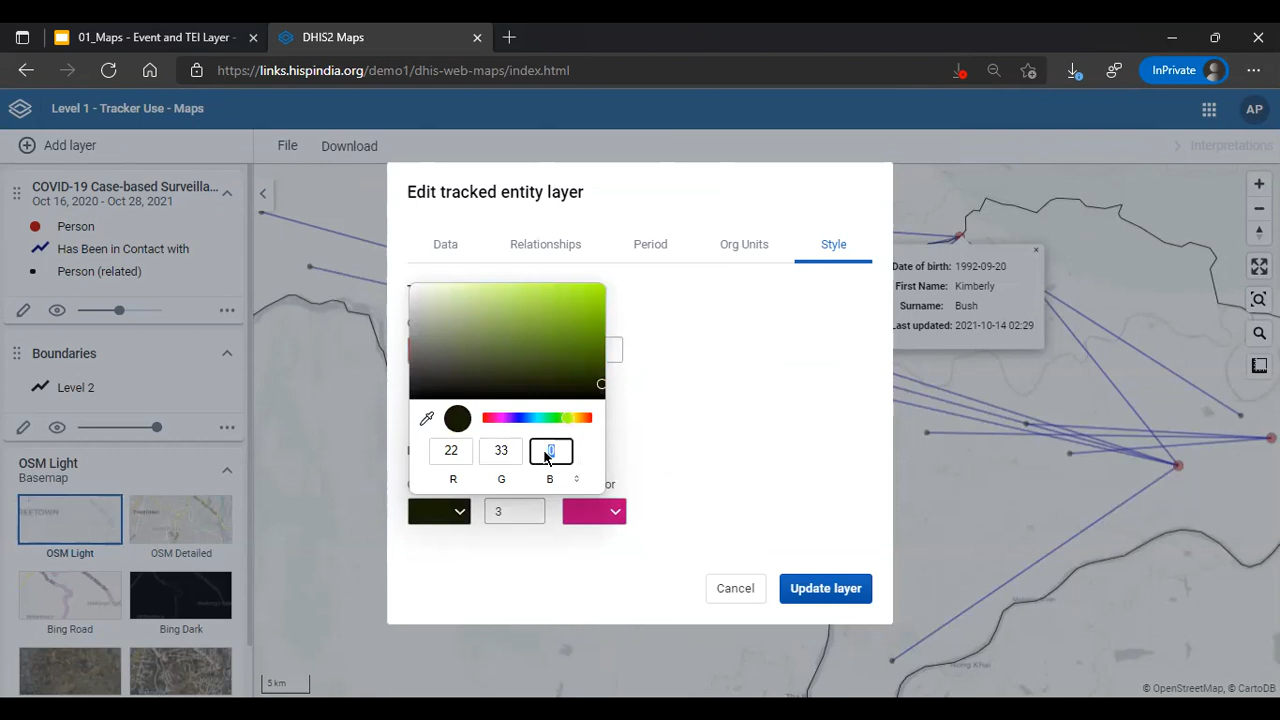 01_Maps - Event and TEI Layer -
DHIS2 Maps
https://links.hispindia.org/demo1/dhis-web-maps/index.html
InPrivate
Level 1 - Tracker Use - Maps
AP
Add layer
File
Download
Interpretations
COVID-19 Case-based Surveilla...
Oct 16, 2020 - Oct 28, 2021
Person
Has Been in Contact with
Person (related)
Boundaries
Level 2
OSM Light
Basemap
REETOWN
OSM Light
OSM Detailed
Bing Road
Bing Dark
Edit tracked entity layer
Data
Relationships
Period
Org Units
Style
22
33
0
R
G
B
or
3
Cancel
Update layer
Date of birth: 1992-09-20
First Name: Kimberly
Surname: Bush
Last updated: 2021-10-14 02:29
5 km
© OpenStreetMap, © CartoDB